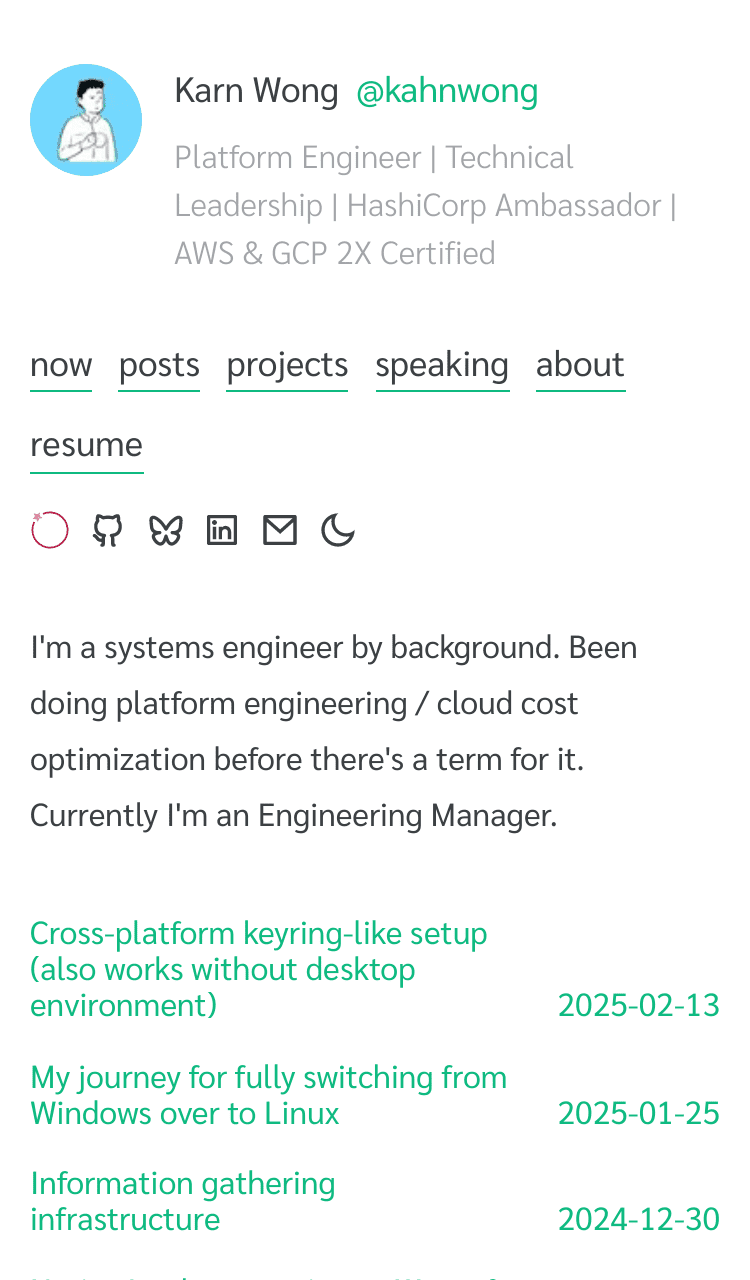 Karn Wong @kahnwong
Platform Engineer | Technical
Leadership | HashiCorp Ambassador |
AWS & GCP 2X Certified
now posts projects speaking about
resume
in
I'm a systems engineer by background. Been
doing platform engineering / cloud cost
optimization before there's a term for it.
Currently I'm an Engineering Manager.
Cross-platform keyring-like setup
(also works without desktop
environment) 2025-02-13
My journey for fully switching from
Windows over to Linux 2025-01-25
Information gathering
infrastructure 2024-12-30